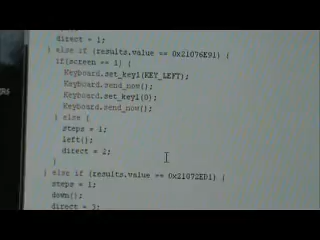 direct = 1;
} else if (results.value == 0x21076E91) {
if(screen == 1) {
Keyboard.set_key1(KEY_LEFT);
Keyboard.send_now();
Keyboard.set_key1(0);
Keyboard.send_now();
} else {
steps = 1;
left();
direct = 2;
}
} else if (results.value == 0x21072ED1) {
steps = 1;
down();
direct = 3;